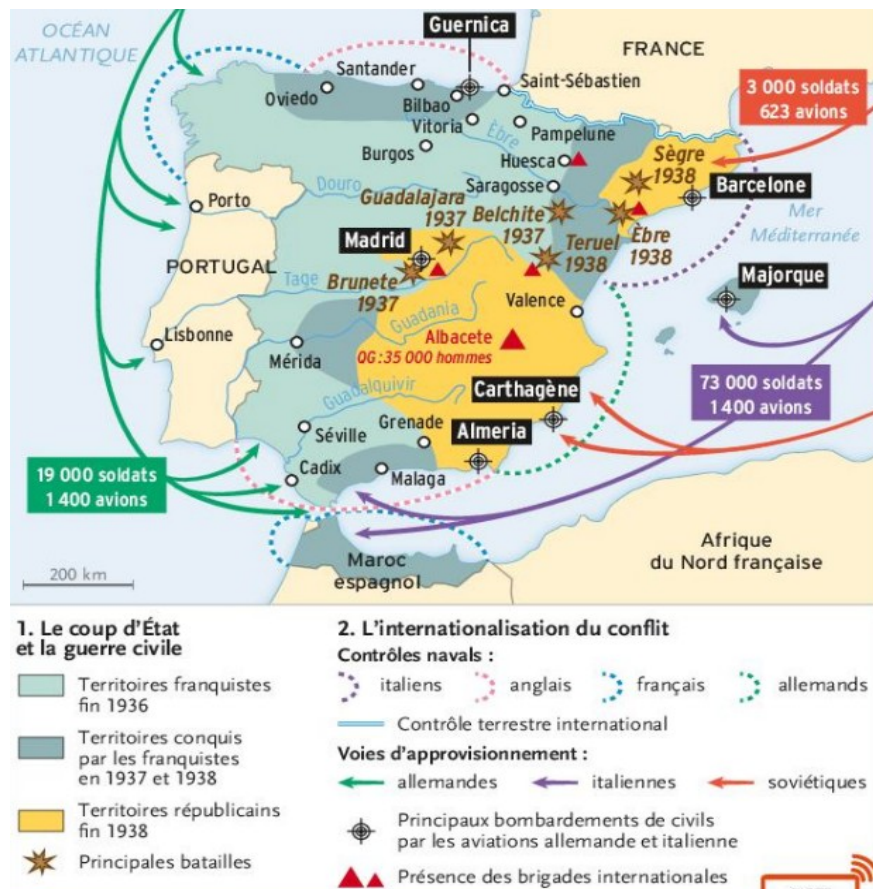 OCÉAN
ATLANTIQUE
Guernica
FRANCE
Santander
Saint-Sébastien
Oviedo
Bilbao
Vitoria
Èbre
Pampelune
3 000 soldats
623 avions
Burgos
Huesca
Sègre
1938
Saragosse
Barcelone
Porto
Douro
Guadalajara
1937
Belchite
1937
Mer
Méditerranée
Madrid
Teruel
1938
Èbre
1938
PORTUGAL
Majorque
Tage
Brunete
1937
Valence
Guadania
Lisbonne
Albacete
QG : 35 000 hommes
Mérida
73 000 soldats
1 400 avions
Guadalquivir
Carthagène
Grenade
Almeria
Séville
19 000 soldats
1 400 avions
Cadix
Malaga
Afrique
du Nord française
Maroc
espagnol
200 km
1. Le coup d'État
et la guerre civile
Territoires franquistes
fin 1936
Territoires conquis
par les franquistes
en 1937 et 1938
Territoires républicains
fin 1938
Principales batailles
2. L'internationalisation du conflit
Contrôles navals :
italiens anglais français allemands
Contrôle terrestre international
Voies d'approvisionnement :
allemandes italiennes soviétiques
Principaux bombardements de civils
par les aviations allemande et italienne
Présence des brigades internationales